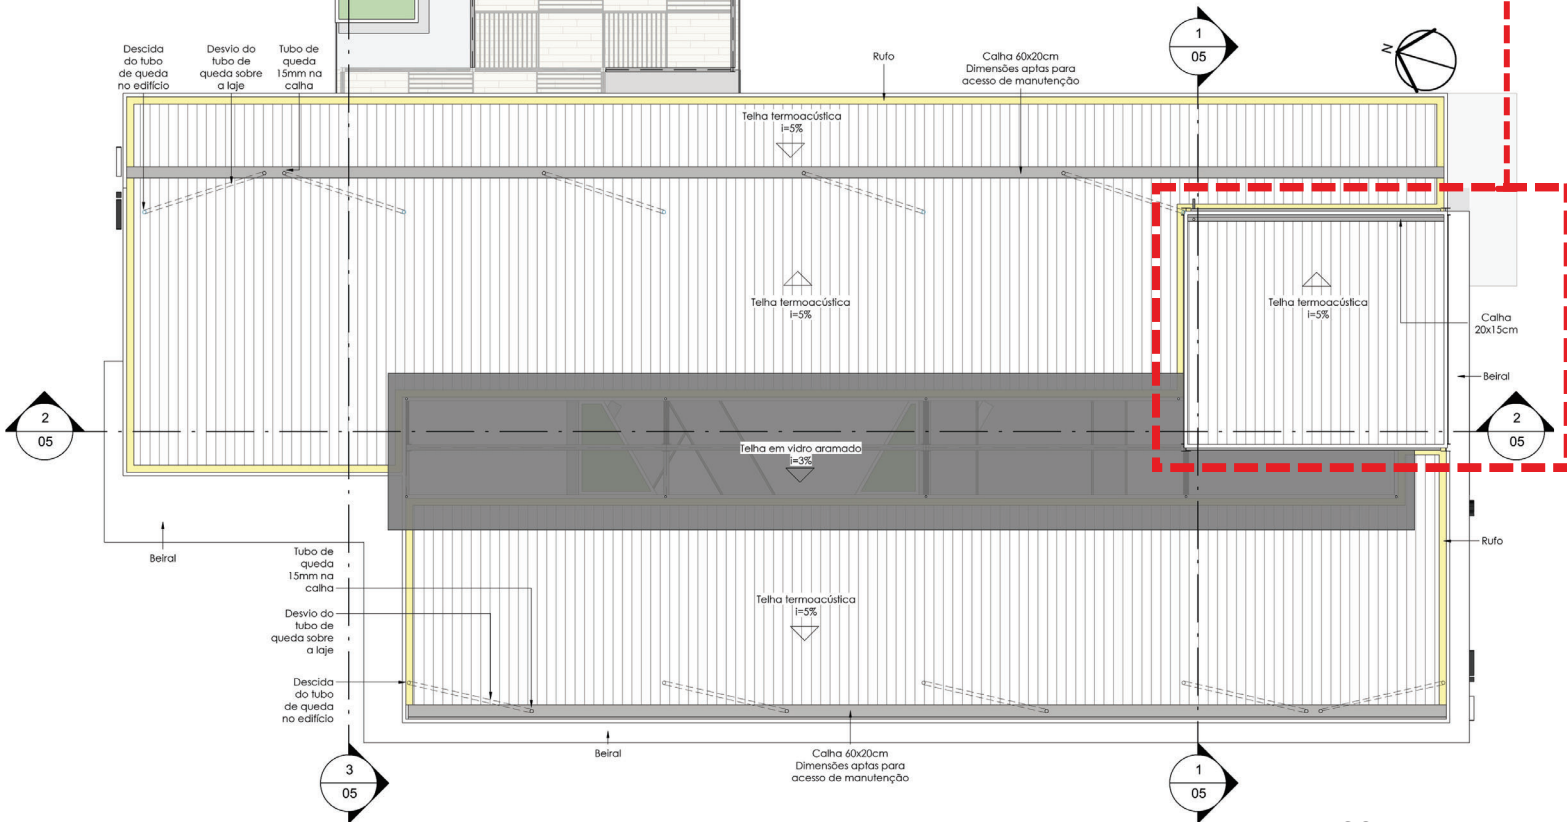 1
05
N
Descida
do tubo
de queda
no edifício
Desvio do
tubo de
queda sobre
a laje
Tubo de
queda
15mm na
calha
Rufo
Calha 60x20cm
Dimensões aptas para
acesso de manutenção
Telha termoacústica
i=5%
Telha termoacústica
i=5%
Telha termoacústica
i=5%
Calha
20x15cm
Beiral
2
05
2
05
Telha em vidro aramado
i=3%
Beiral
Rufo
Tubo de
queda
15mm na
calha
Desvio do
tubo de
queda sobre
a laje
Descida
do tubo
de queda
no edifício
Telha termoacústica
i=5%
Beiral
Calha 60x20cm
Dimensões aptas para
acesso de manutenção
3
05
1
05